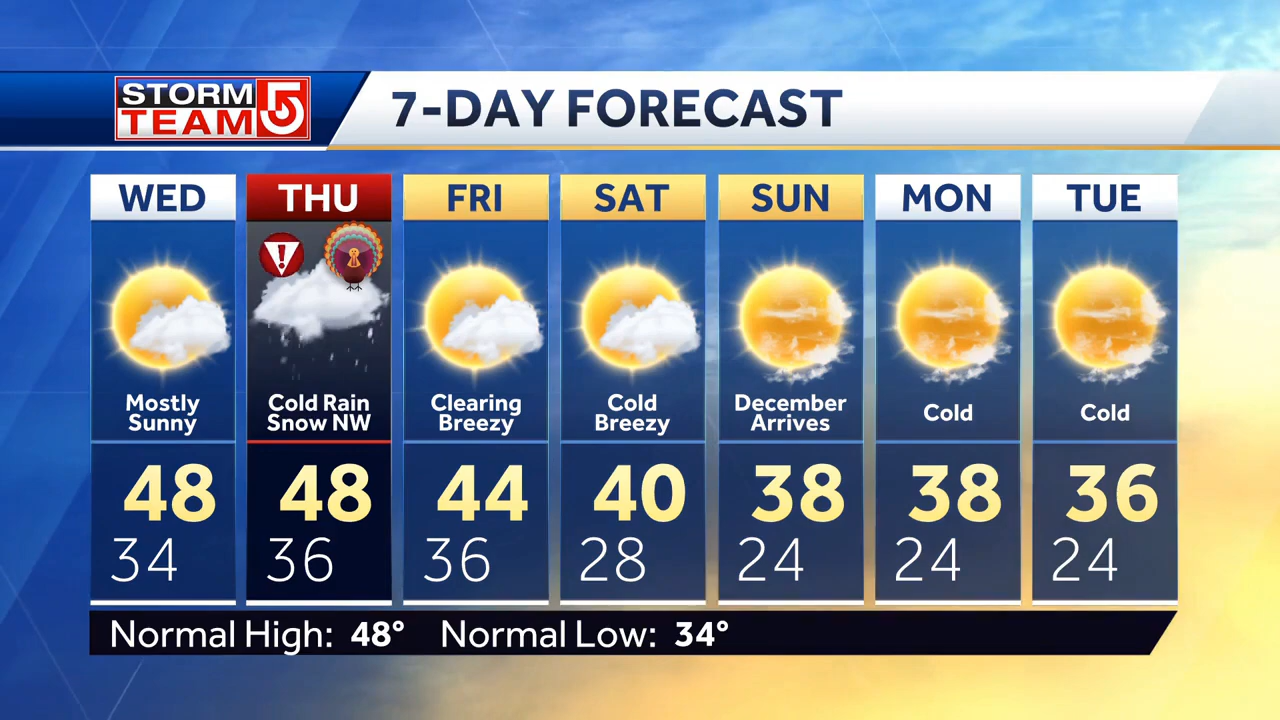 STORM
TEAM 5
7-DAY FORECAST
WED
THU
FRI
SAT
SUN
MON
TUE
!
Mostly
Sunny
Cold Rain
Snow NW
Clearing
Breezy
Cold
Breezy
December
Arrives
Cold
Cold
48
48
44
40
38
38
36
34
36
36
28
24
24
24
Normal High: 48° Normal Low: 34°